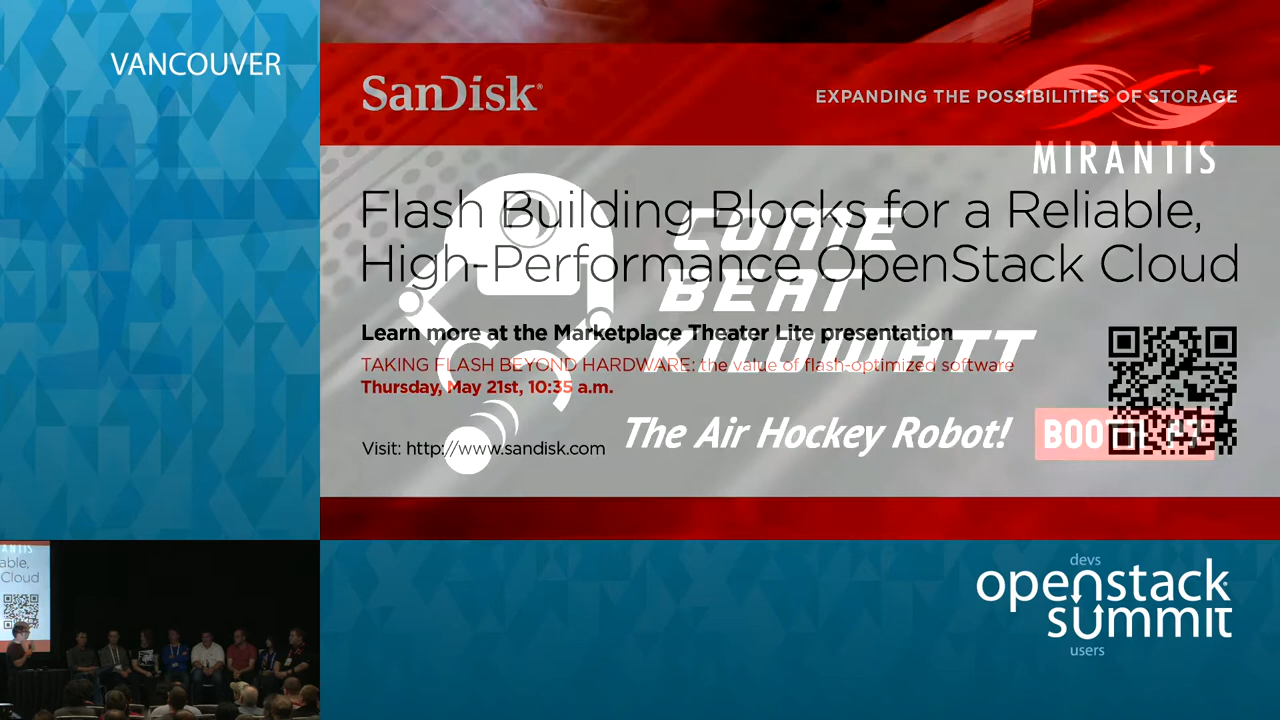 VANCOUVER
SanDisk®
EXPANDING THE POSSIBILITIES OF STORAGE
MIRANTIS
Flash Building Blocks for a Reliable,
High-Performance OpenStack Cloud
COME
BEAT
Learn more at the Marketplace Theater Lite presentation
TAKING FLASH BEYOND HARDWARE: the value of flash-optimized software
Thursday, May 21st, 10:35 a.m.
The Air Hockey Robot!
Visit: http://www.sandisk.com
able,
Cloud
devs
openstack
summit
users